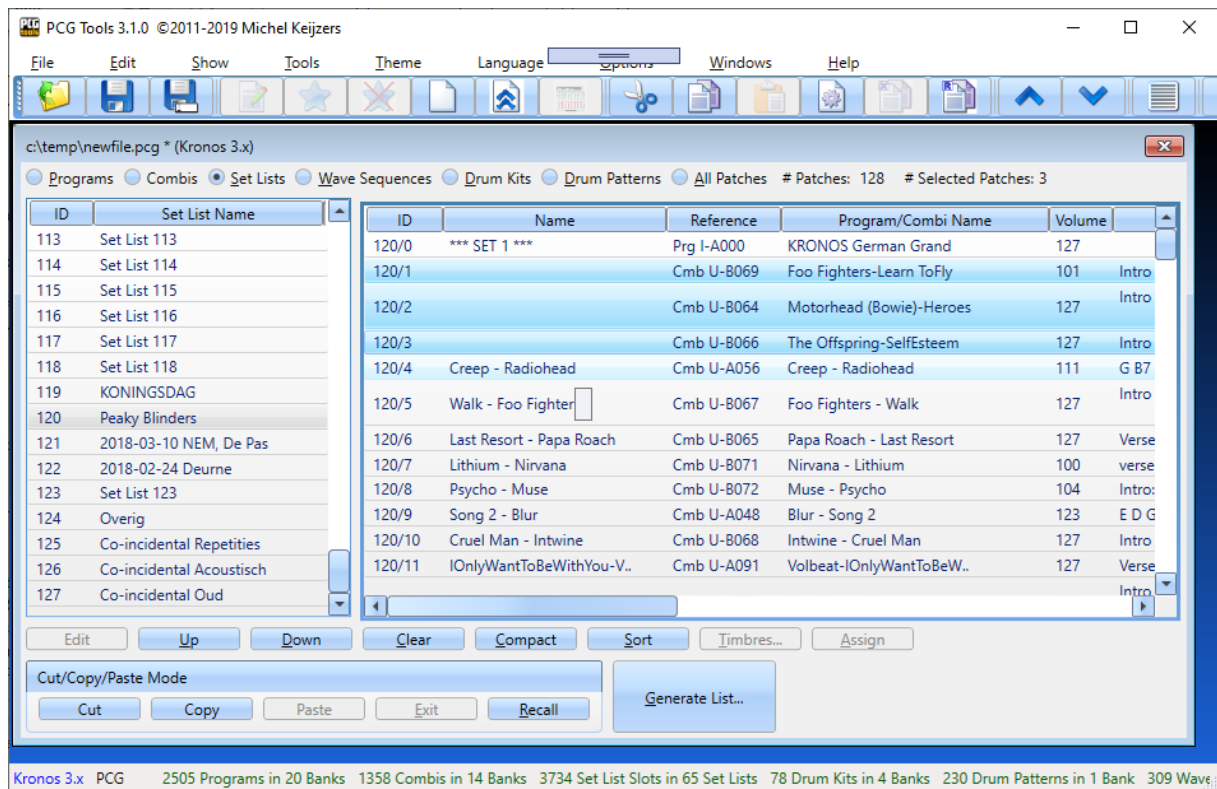 PCG Tools 3.1.0 ©2011-2019 Michel Keijzers
File Edit Show Tools Theme Language Options Windows Help
c:\temp\newfile.pcg * (Kronos 3.x)
Programs Combis Set Lists Wave Sequences Drum Kits Drum Patterns All Patches # Patches: 128 # Selected Patches: 3
ID Set List Name
113 Set List 113
114 Set List 114
115 Set List 115
116 Set List 116
117 Set List 117
118 Set List 118
119 KONINGSDAG
120 Peaky Blinders
121 2018-03-10 NEM, De Pas
122 2018-02-24 Deurne
123 Set List 123
124 Overig
125 Co-incidental Repetities
126 Co-incidental Acoustisch
127 Co-incidental Oud
ID Name Reference Program/Combi Name Volume
120/0 *** SET 1 *** Prg I-A000 KRONOS German Grand 127
120/1 Cmb U-B069 Foo Fighters-Learn ToFly 101 Intro
120/2 Cmb U-B064 Motorhead (Bowie)-Heroes 127 Intro
120/3 Cmb U-B066 The Offspring-SelfEsteem 127 Intro
120/4 Creep - Radiohead Cmb U-A056 Creep - Radiohead 111 G B7
120/5 Walk - Foo Fighter Cmb U-B067 Foo Fighters - Walk 127 Intro
120/6 Last Resort - Papa Roach Cmb U-B065 Papa Roach - Last Resort 127 Verse
120/7 Lithium - Nirvana Cmb U-B071 Nirvana - Lithium 100 verse
120/8 Psycho - Muse Cmb U-B072 Muse - Psycho 104 Intro:
120/9 Song 2 - Blur Cmb U-A048 Blur - Song 2 123 E D G
120/10 Cruel Man - Intwine Cmb U-B068 Intwine - Cruel Man 127 Intro
120/11 IOnlyWantToBeWithYou-V.. Cmb U-A091 Volbeat-IOnlyWantToBeW.. 127 Verse
Intro
Edit Up Down Clear Compact Sort Timbres... Assign
Cut/Copy/Paste Mode
Cut Copy Paste Exit Recall
Generate List...
Kronos 3.x PCG 2505 Programs in 20 Banks 1358 Combis in 14 Banks 3734 Set List Slots in 65 Set Lists 78 Drum Kits in 4 Banks 230 Drum Patterns in 1 Bank 309 Wave